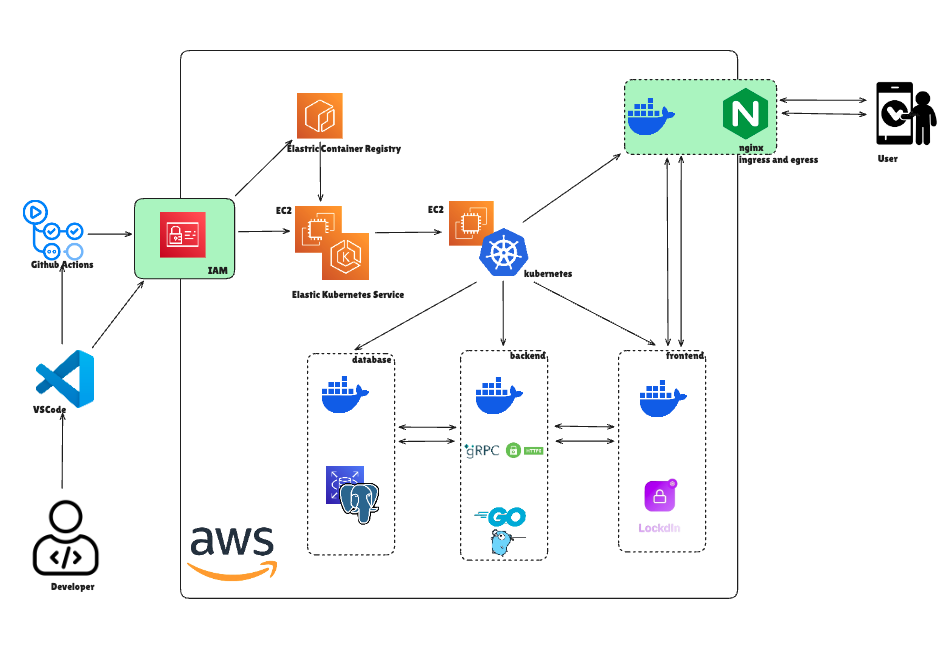 Elastric Container Registry
nginx
ingress and egress
User
EC2
EC2
Github Actions
IAM
kubernetes
Elastic Kubernetes Service
database
backend
frontend
VSCode
gRPC
HTTPS
LockdIn
GO
aws
Developer